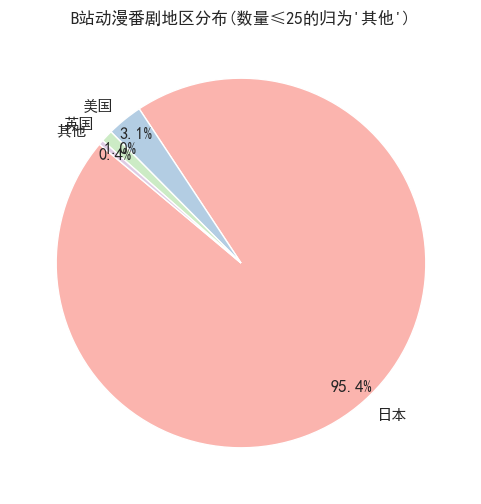 B站动漫番剧地区分布(数量≤25的归为'其他')
美国
3.1%
英国
1.0%
其他
0.4%
95.4%
日本